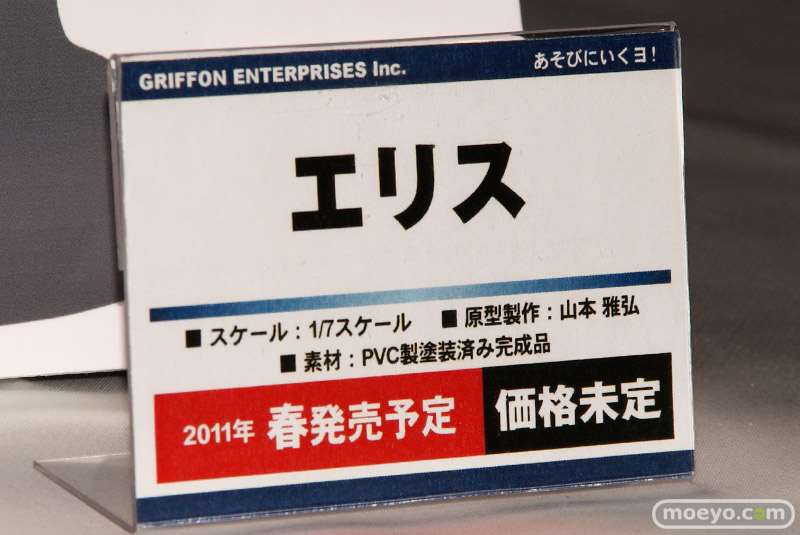 GRIFFON ENTERPRISES Inc. あそびにいくヨ!
エリス
■ スケール：1/7スケール ■ 原型製作：山本 雅弘
■ 素材：PVC製塗装済み完成品
2011年 春発売予定 価格未定
moeyo.com